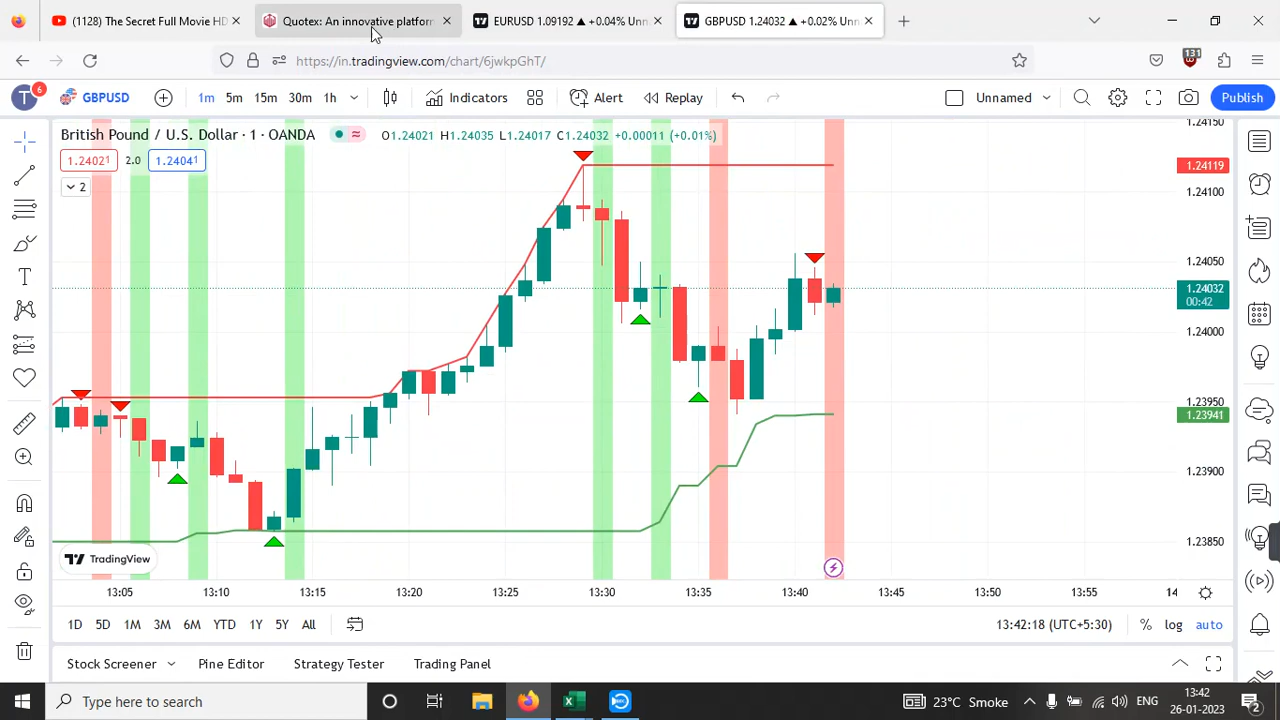 (1128) The Secret Full Movie HD
Quotex: An innovative platform
EURUSD 1.09192 ▲ +0.04% Unn
GBPUSD 1.24032 ▲ +0.02% Unn
https://in.tradingview.com/chart/6jwkpGhT/
131
T
6
GBPUSD
1m 5m 15m 30m 1h
Indicators
Alert
Replay
Unnamed
Publish
British Pound / U.S. Dollar · 1 · OANDA
O1.24021 H1.24035 L1.24017 C1.24032 +0.00011 (+0.01%)
1.24021 2.0 1.24041
2
1.24150
1.24119
1.24100
1.24050
1.24032
00:42
1.24000
1.23950
1.23941
1.23900
1.23850
TradingView
13:05 13:10 13:15 13:20 13:25 13:30 13:35 13:40 13:45 13:50 13:55 14
1D 5D 1M 3M 6M YTD 1Y 5Y All
13:42:18 (UTC+5:30) % log auto
Stock Screener Pine Editor Strategy Tester Trading Panel
Type here to search
23°C Smoke
ENG
13:42
26-01-2023
2